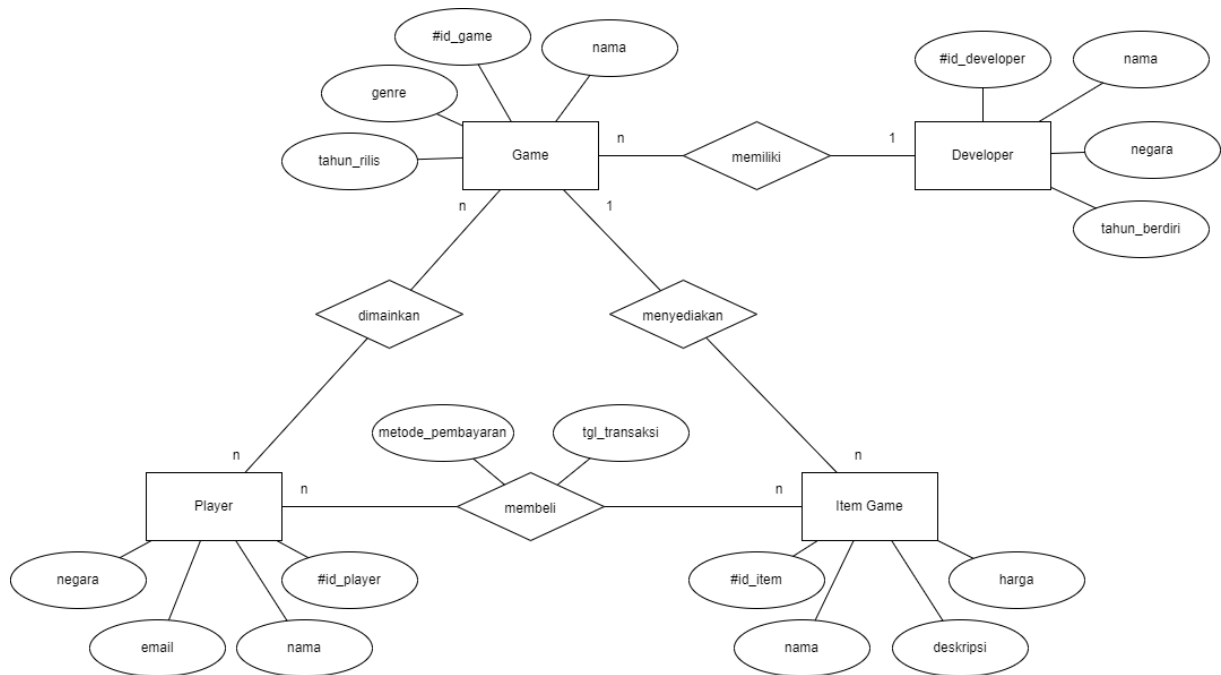 #id_game
nama
genre
tahun_rilis
Game
n
memiliki
1
Developer
#id_developer
nama
negara
tahun_berdiri
n
1
dimainkan
menyediakan
n
n
metode_pembayaran
tgl_transaksi
Player
n
membeli
n
Item Game
negara
#id_player
email
nama
#id_item
harga
nama
deskripsi